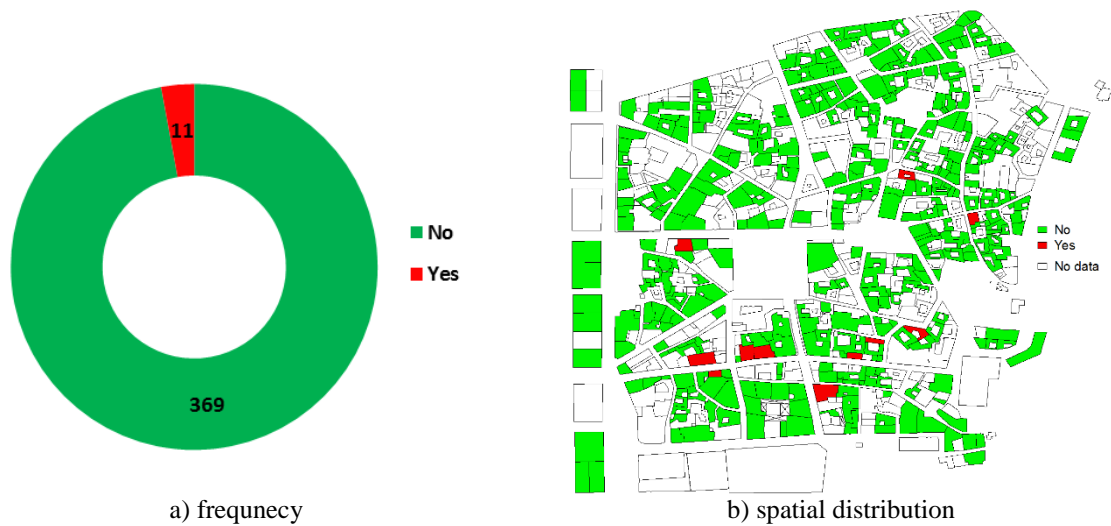 11
369
No
Yes
No
Yes
No data
a) frequnecy
b) spatial distribution